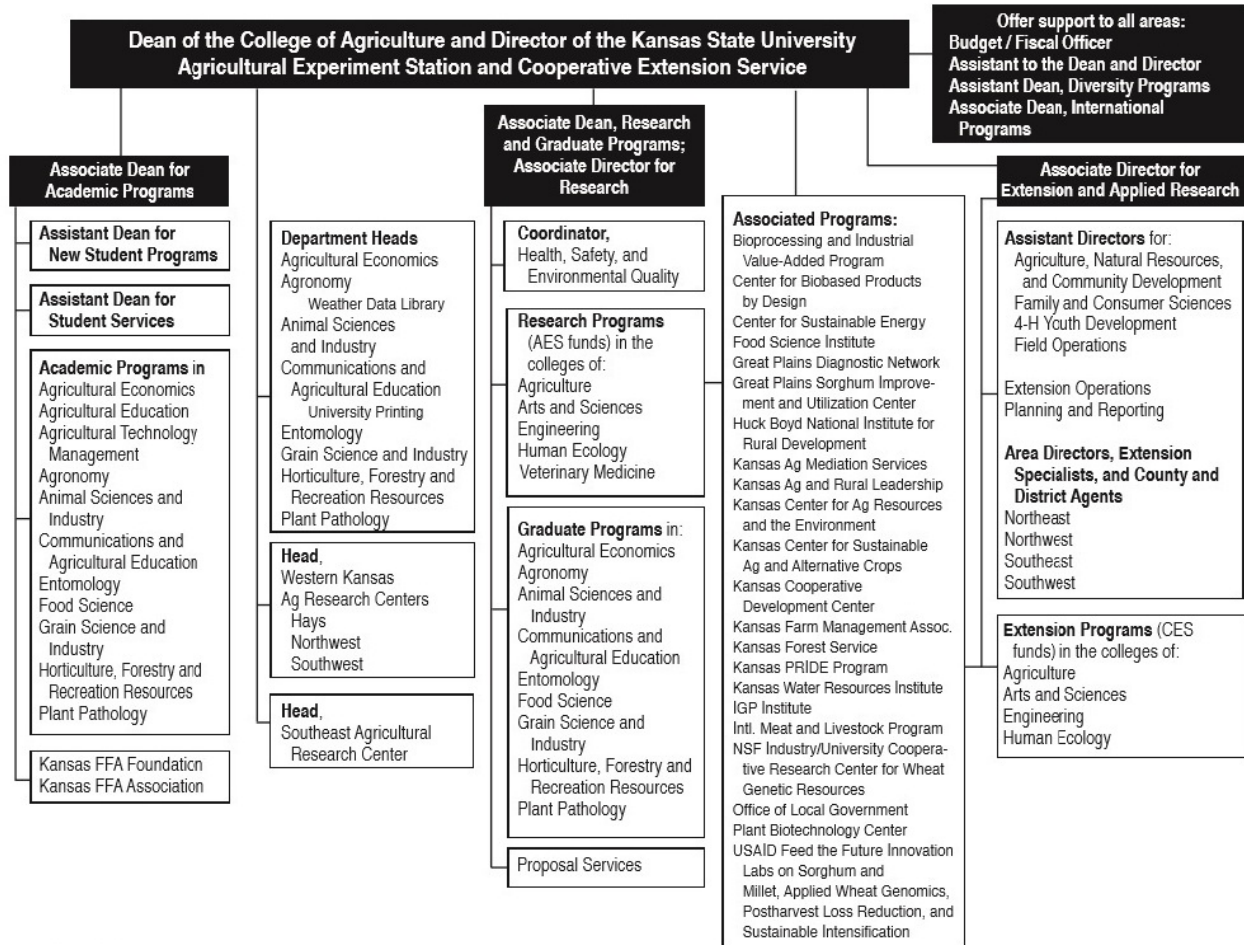 Dean of the College of Agriculture and Director of the Kansas State University
Agricultural Experiment Station and Cooperative Extension Service
Offer support to all areas:
Budget / Fiscal Officer
Assistant to the Dean and Director
Assistant Dean, Diversity Programs
Associate Dean, International
Programs
Associate Dean for
Academic Programs
Assistant Dean for
New Student Programs
Assistant Dean for
Student Services
Academic Programs in
Agricultural Economics
Agricultural Education
Agricultural Technology
Management
Agronomy
Animal Sciences and
Industry
Communications and
Agricultural Education
Entomology
Food Science
Grain Science and
Industry
Horticulture, Forestry and
Recreation Resources
Plant Pathology
Kansas FFA Foundation
Kansas FFA Association
Department Heads
Agricultural Economics
Agronomy
Weather Data Library
Animal Sciences
and Industry
Communications and
Agricultural Education
University Printing
Entomology
Grain Science and Industry
Horticulture, Forestry and
Recreation Resources
Plant Pathology
Head,
Western Kansas
Ag Research Centers
Hays
Northwest
Southwest
Head,
Southeast Agricultural
Research Center
Associate Dean, Research
and Graduate Programs;
Associate Director for
Research
Coordinator,
Health, Safety, and
Environmental Quality
Research Programs
(AES funds) in the
colleges of:
Agriculture
Arts and Sciences
Engineering
Human Ecology
Veterinary Medicine
Graduate Programs in:
Agricultural Economics
Agronomy
Animal Sciences and
Industry
Communications and
Agricultural Education
Entomology
Food Science
Grain Science and
Industry
Horticulture, Forestry and
Recreation Resources
Plant Pathology
Proposal Services
Associated Programs:
Bioprocessing and Industrial
Value-Added Program
Center for Biobased Products
by Design
Center for Sustainable Energy
Food Science Institute
Great Plains Diagnostic Network
Great Plains Sorghum Improve-
ment and Utilization Center
Huck Boyd National Institute for
Rural Development
Kansas Ag Mediation Services
Kansas Ag and Rural Leadership
Kansas Center for Ag Resources
and the Environment
Kansas Center for Sustainable
Ag and Alternative Crops
Kansas Cooperative
Development Center
Kansas Farm Management Assoc.
Kansas Forest Service
Kansas PRİDE Program
Kansas Water Resources İnstitute
İGP İnstitute
İntl. Meat and Livestock Program
NSF İndustry/University Coopera-
tive Research Center for Wheat
Genetic Resources
Office of Local Government
Plant Biotechnology Center
USAİD Feed the Future İnnovation
Labs on Sorghum and
Millet, Applied Wheat Genomics,
Postharvest Loss Reduction, and
Sustainable Intensification
Associate Director for
Extension and Applied Research
Assistant Directors for:
Agriculture, Natural Resources,
and Community Development
Family and Consumer Sciences
4-H Youth Development
Field Operations
Extension Operations
Planning and Reporting
Area Directors, Extension
Specialists, and County and
District Agents
Northeast
Northwest
Southeast
Southwest
Extension Programs (CES
funds) in the colleges of:
Agriculture
Arts and Sciences
Engineering
Human Ecology